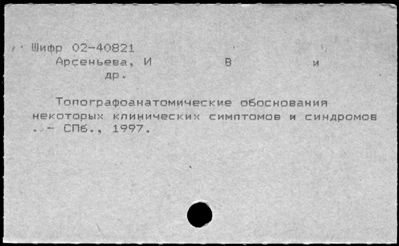 Шифр 02-40821
Арсеньева, И В и
др.
Топографоанатомические обоснования
некоторых клинических симптомов и синдромов
.- СПб., 1997.